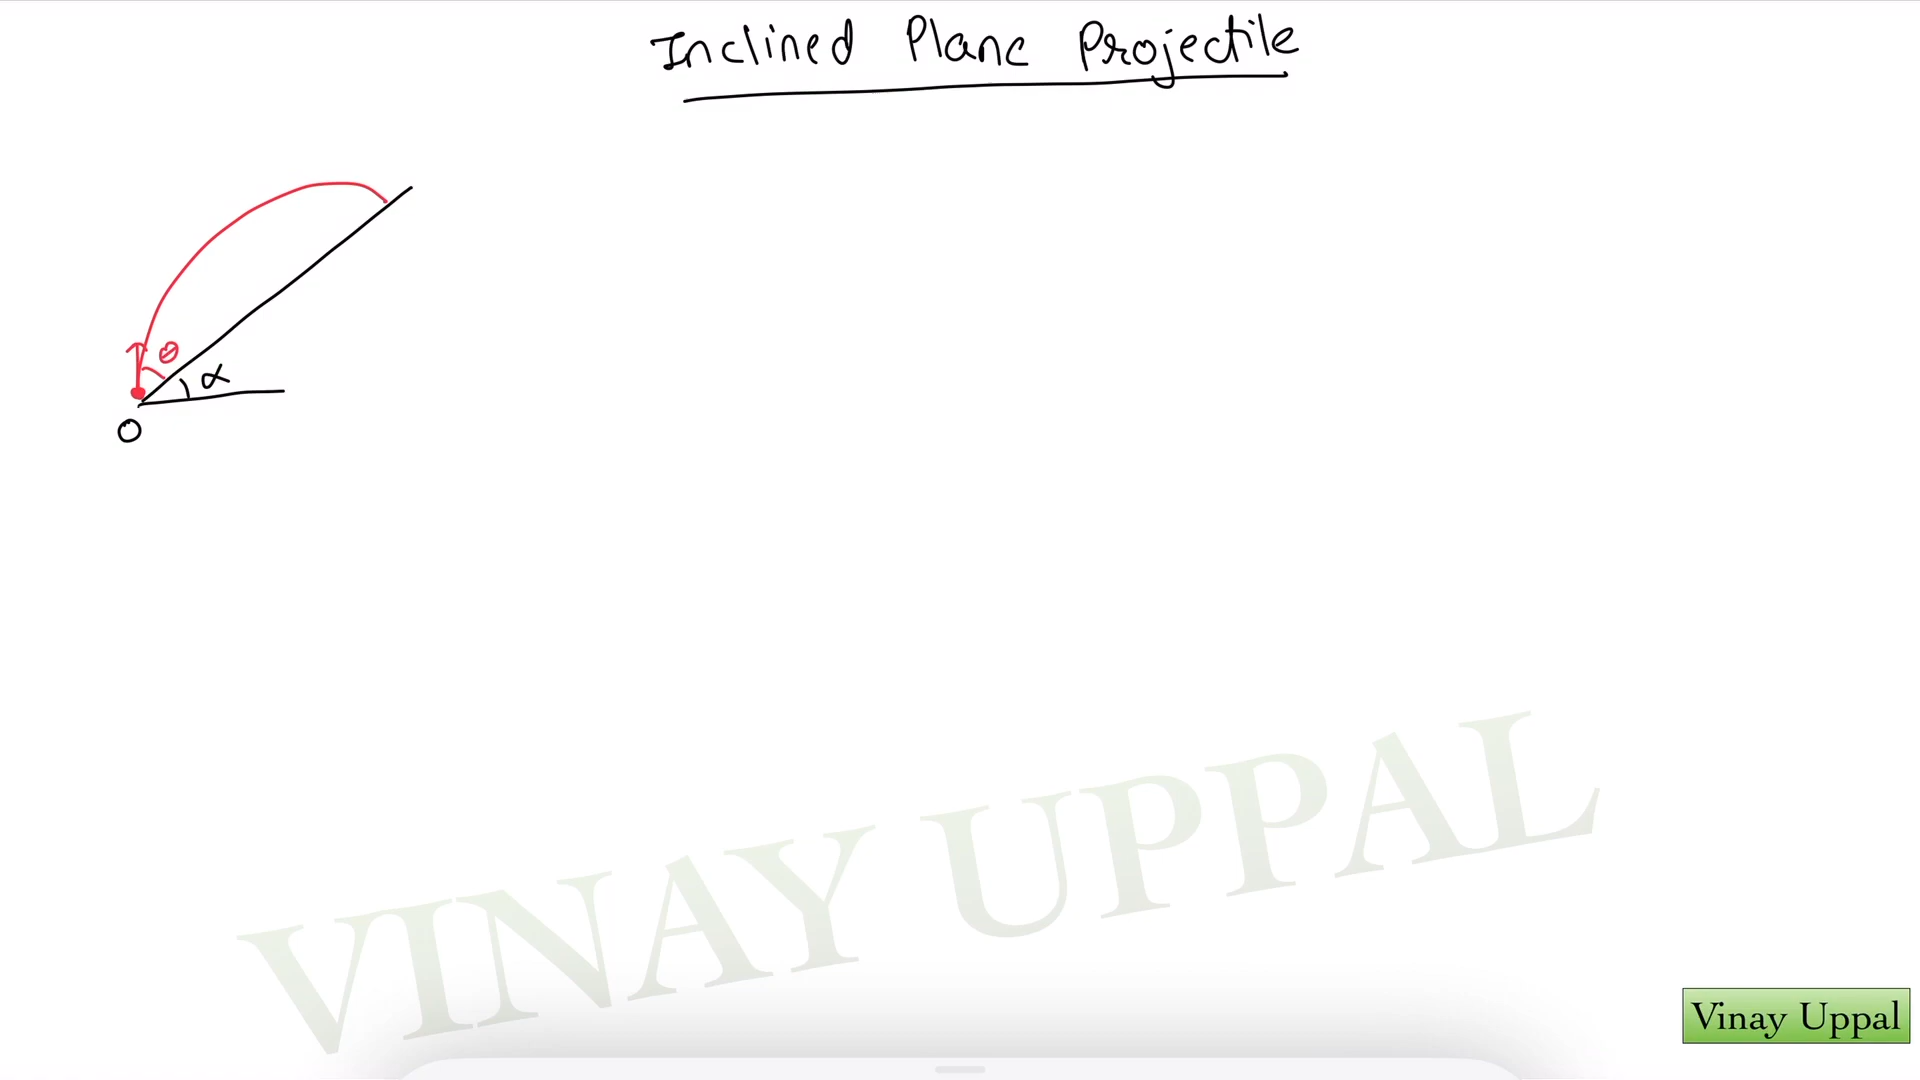 Inclined Plane Projectile
θ
α
O
VINAY UPPAL
Vinay Uppal